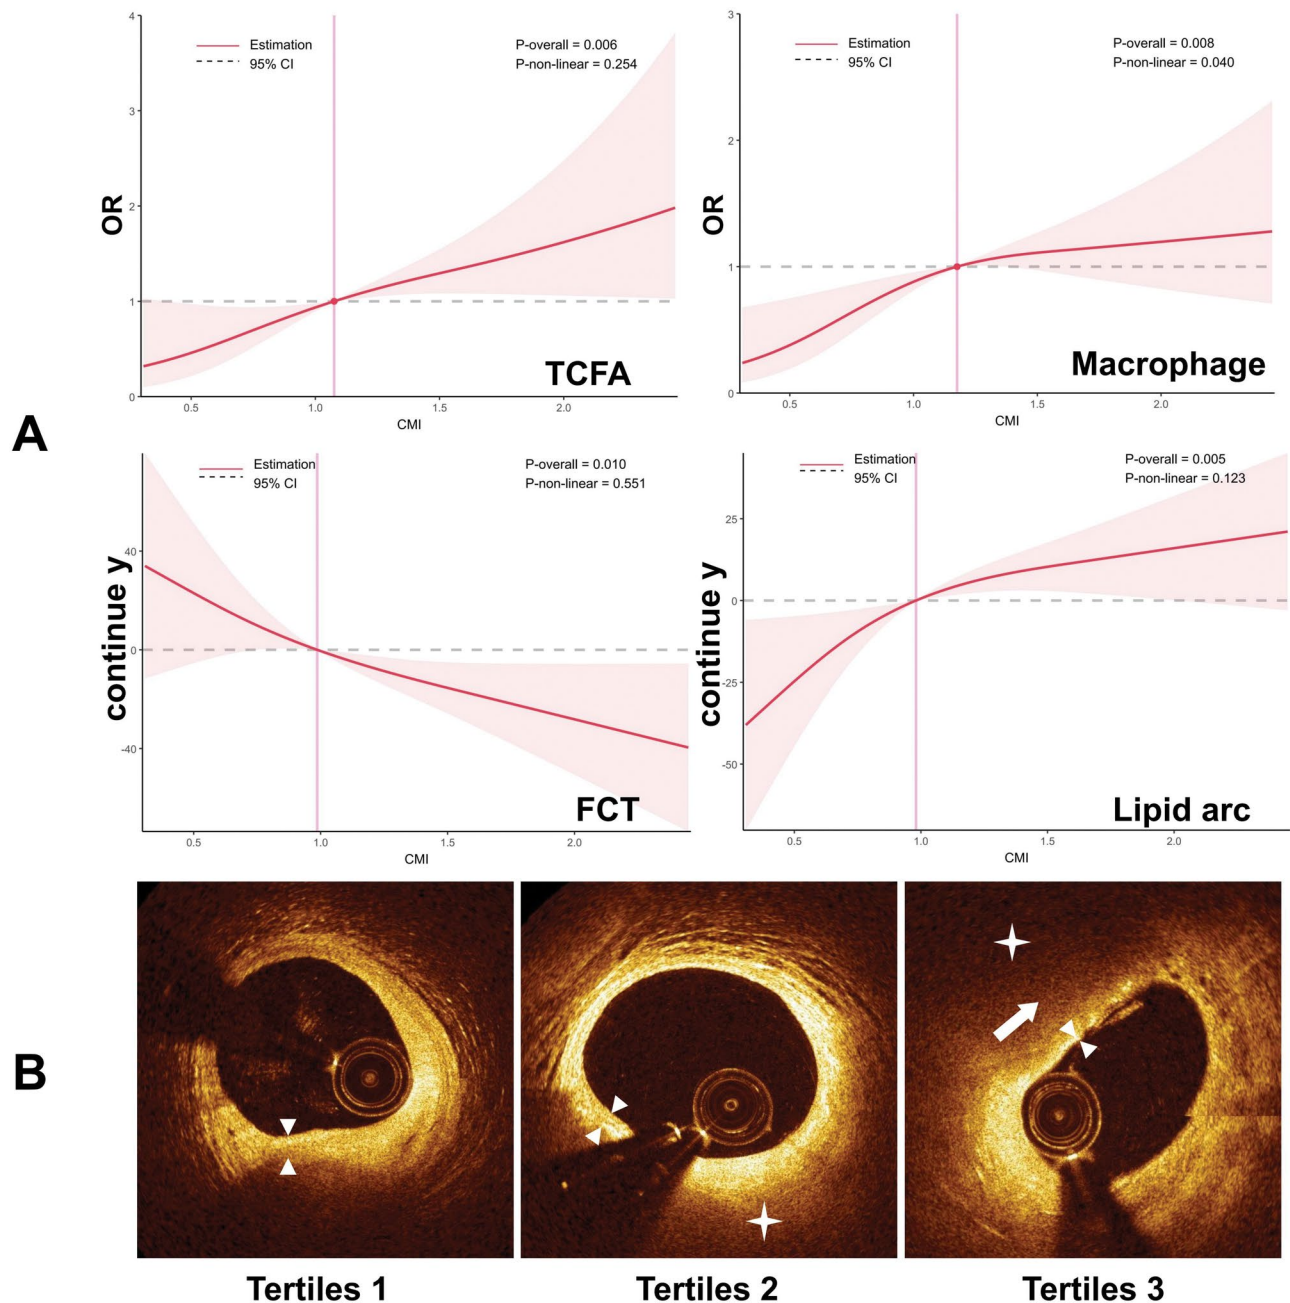 A
4
3
2
1
0
OR
Estimation
95% CI
P-overall = 0.006
P-non-linear = 0.254
TCFA
0.5
1.0
1.5
2.0
CMI
3
2
1
0
OR
Estimation
95% CI
P-overall = 0.008
P-non-linear = 0.040
Macrophage
0.5
1.0
1.5
2.0
CMI
40
0
-40
continue y
Estimation
95% CI
P-overall = 0.010
P-non-linear = 0.551
FCT
0.5
1.0
1.5
2.0
CMI
25
0
-25
-50
continue y
Estimation
95% CI
P-overall = 0.005
P-non-linear = 0.123
Lipid arc
0.5
1.0
1.5
2.0
CMI
B
Tertiles 1
Tertiles 2
Tertiles 3